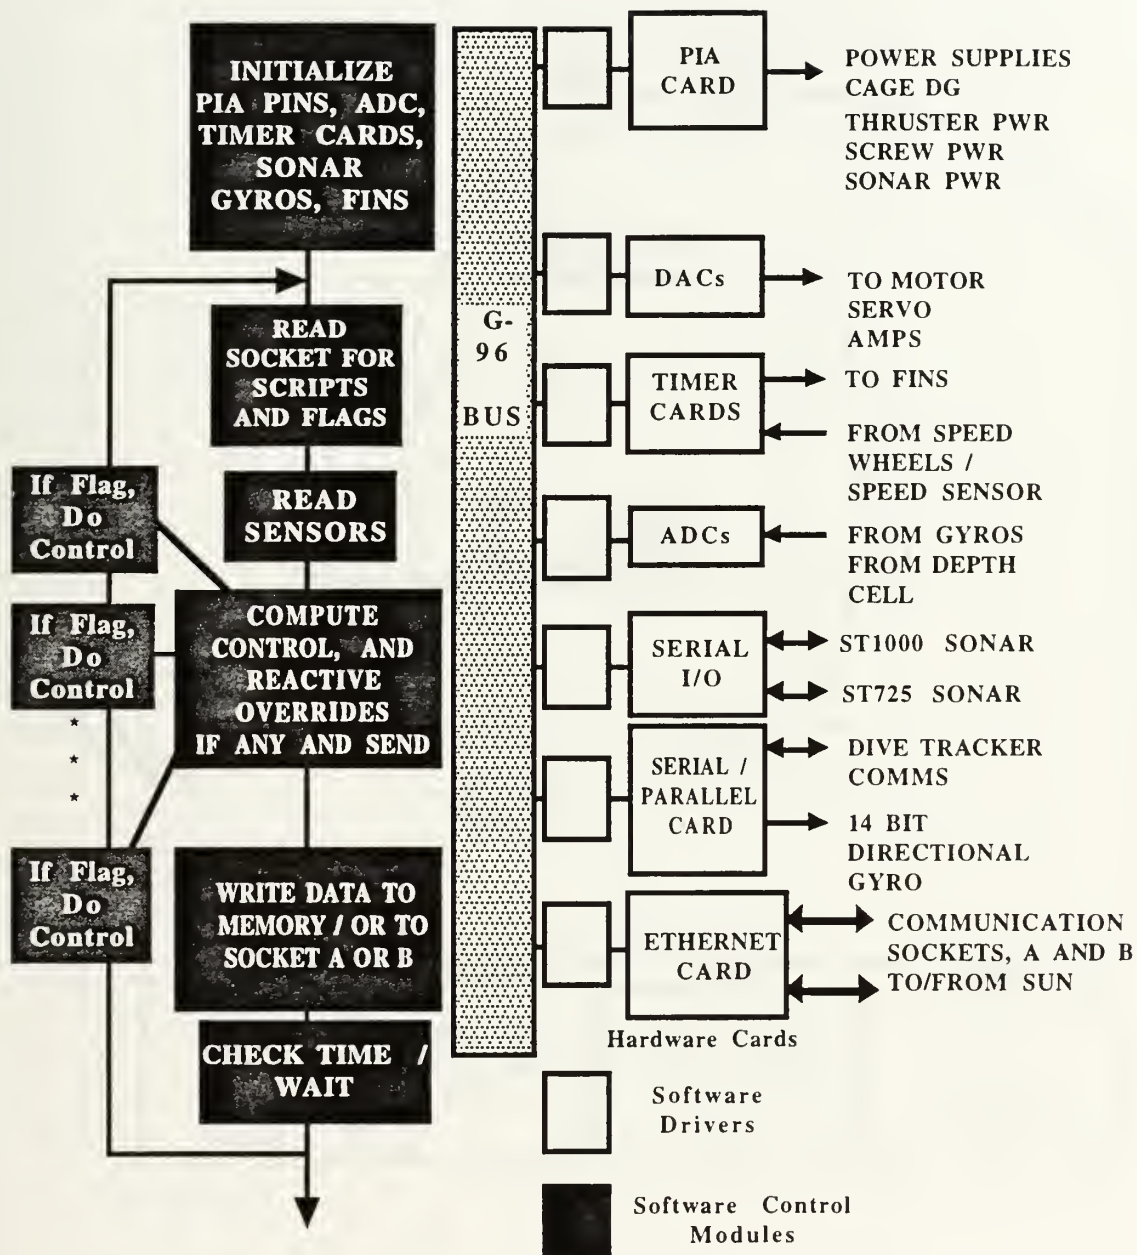 INITIALIZE
PIA PINS, ADC,
TIMER CARDS,
SONAR
GYROS, FINS
READ
SOCKET FOR
SCRIPTS
AND FLAGS
READ
SENSORS
If Flag,
Do
Control
If Flag,
Do
Control
*
*
*
If Flag,
Do
Control
COMPUTE
CONTROL, AND
REACTIVE
OVERRIDES
IF ANY AND SEND
WRITE DATA TO
MEMORY / OR TO
SOCKET A OR B
CHECK TIME /
WAIT
G-
96
BUS
PIA
CARD
POWER SUPPLIES
CAGE DG
THRUSTER PWR
SCREW PWR
SONAR PWR
DACs
TO MOTOR
SERVO
AMPS
TIMER
CARDS
TO FINS
FROM SPEED
WHEELS /
SPEED SENSOR
ADCs
FROM GYROS
FROM DEPTH
CELL
SERIAL
I/O
ST1000 SONAR
ST725 SONAR
SERIAL /
PARALLEL
CARD
DIVE TRACKER
COMMS
14 BIT
DIRECTIONAL
GYRO
ETHERNET
CARD
COMMUNICATION
SOCKETS, A AND B
TO/FROM SUN
Hardware Cards
Software
Drivers
Software Control
Modules